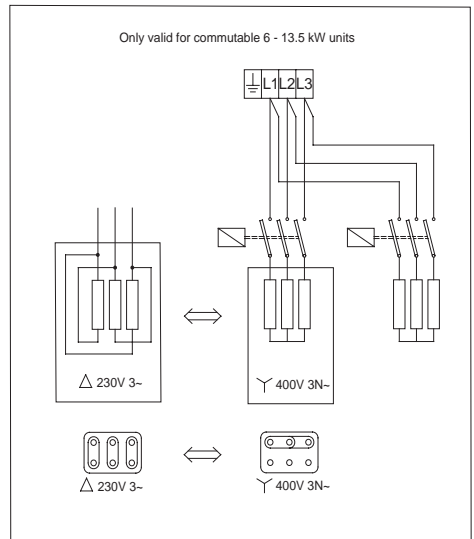 Only valid for commutable 6 - 13.5 kW units
L1 L2 L3
△ 230V 3~
400V 3N~
△ 230V 3~
400V 3N~